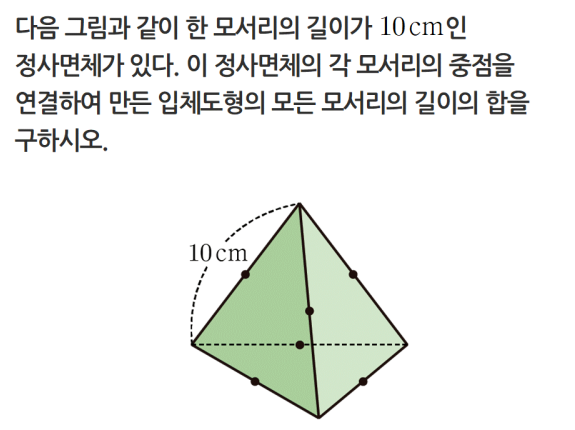 다음 그림과 같이 한 모서리의 길이가 10cm인
정사면체가 있다. 이 정사면체의 각 모서리의 중점을
연결하여 만든 입체도형의 모든 모서리의 길이의 합을
구하시오.
10cm